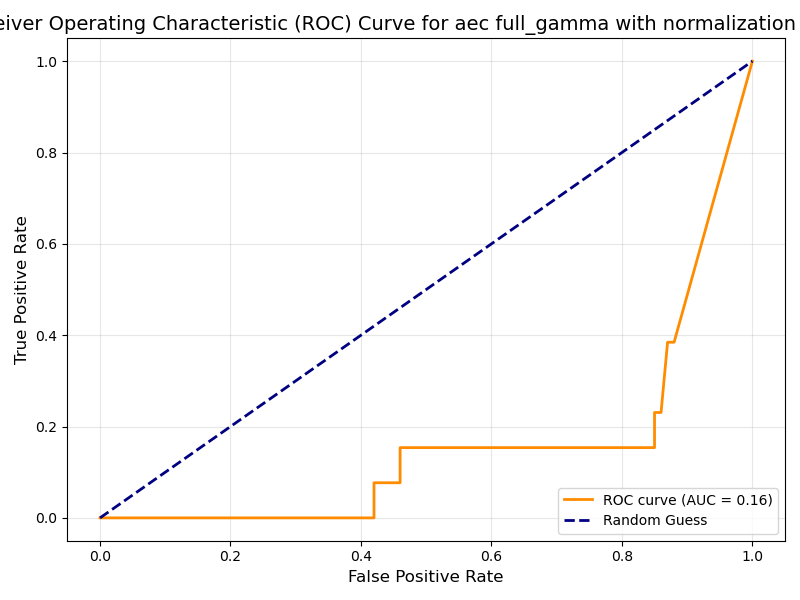 eiver Operating Characteristic (ROC) Curve for aec full_gamma with normalization
1.0
0.8
0.6
0.4
0.2
0.0
True Positive Rate
0.0 0.2 0.4 0.6 0.8 1.0
False Positive Rate
ROC curve (AUC = 0.16)
Random Guess